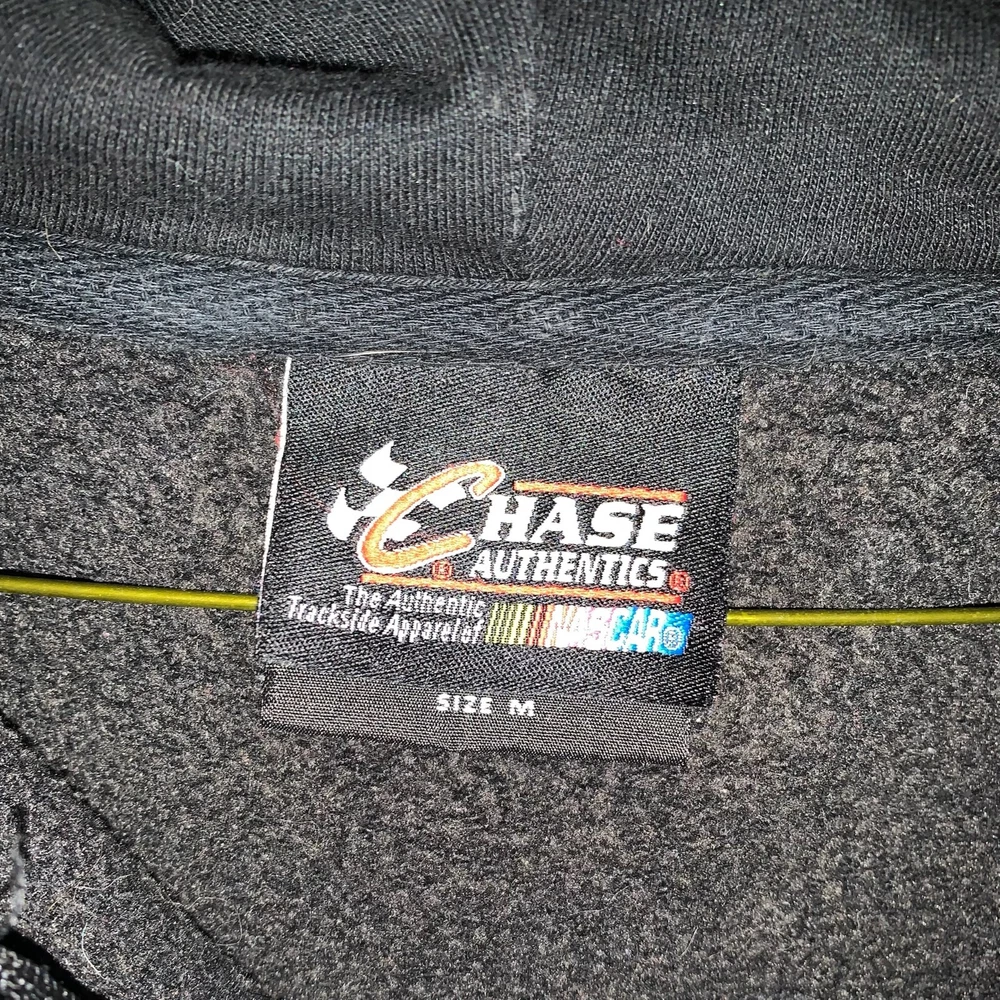 CHASE
AUTHENTICS®
The Authentic
Trackside Apparel of NASCAR®
SIZE M